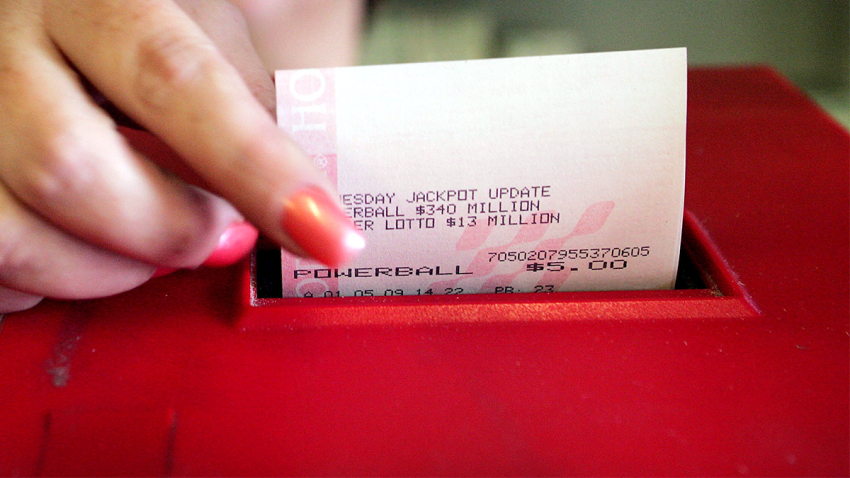 HO
ESDAY JACKPOT UPDATE
ERBALL $340 MILLION
ER LOTTO $13 MILLION
7050207955370605
POWERBALL $5.00
A 01 05 09 14 22 PB: 23